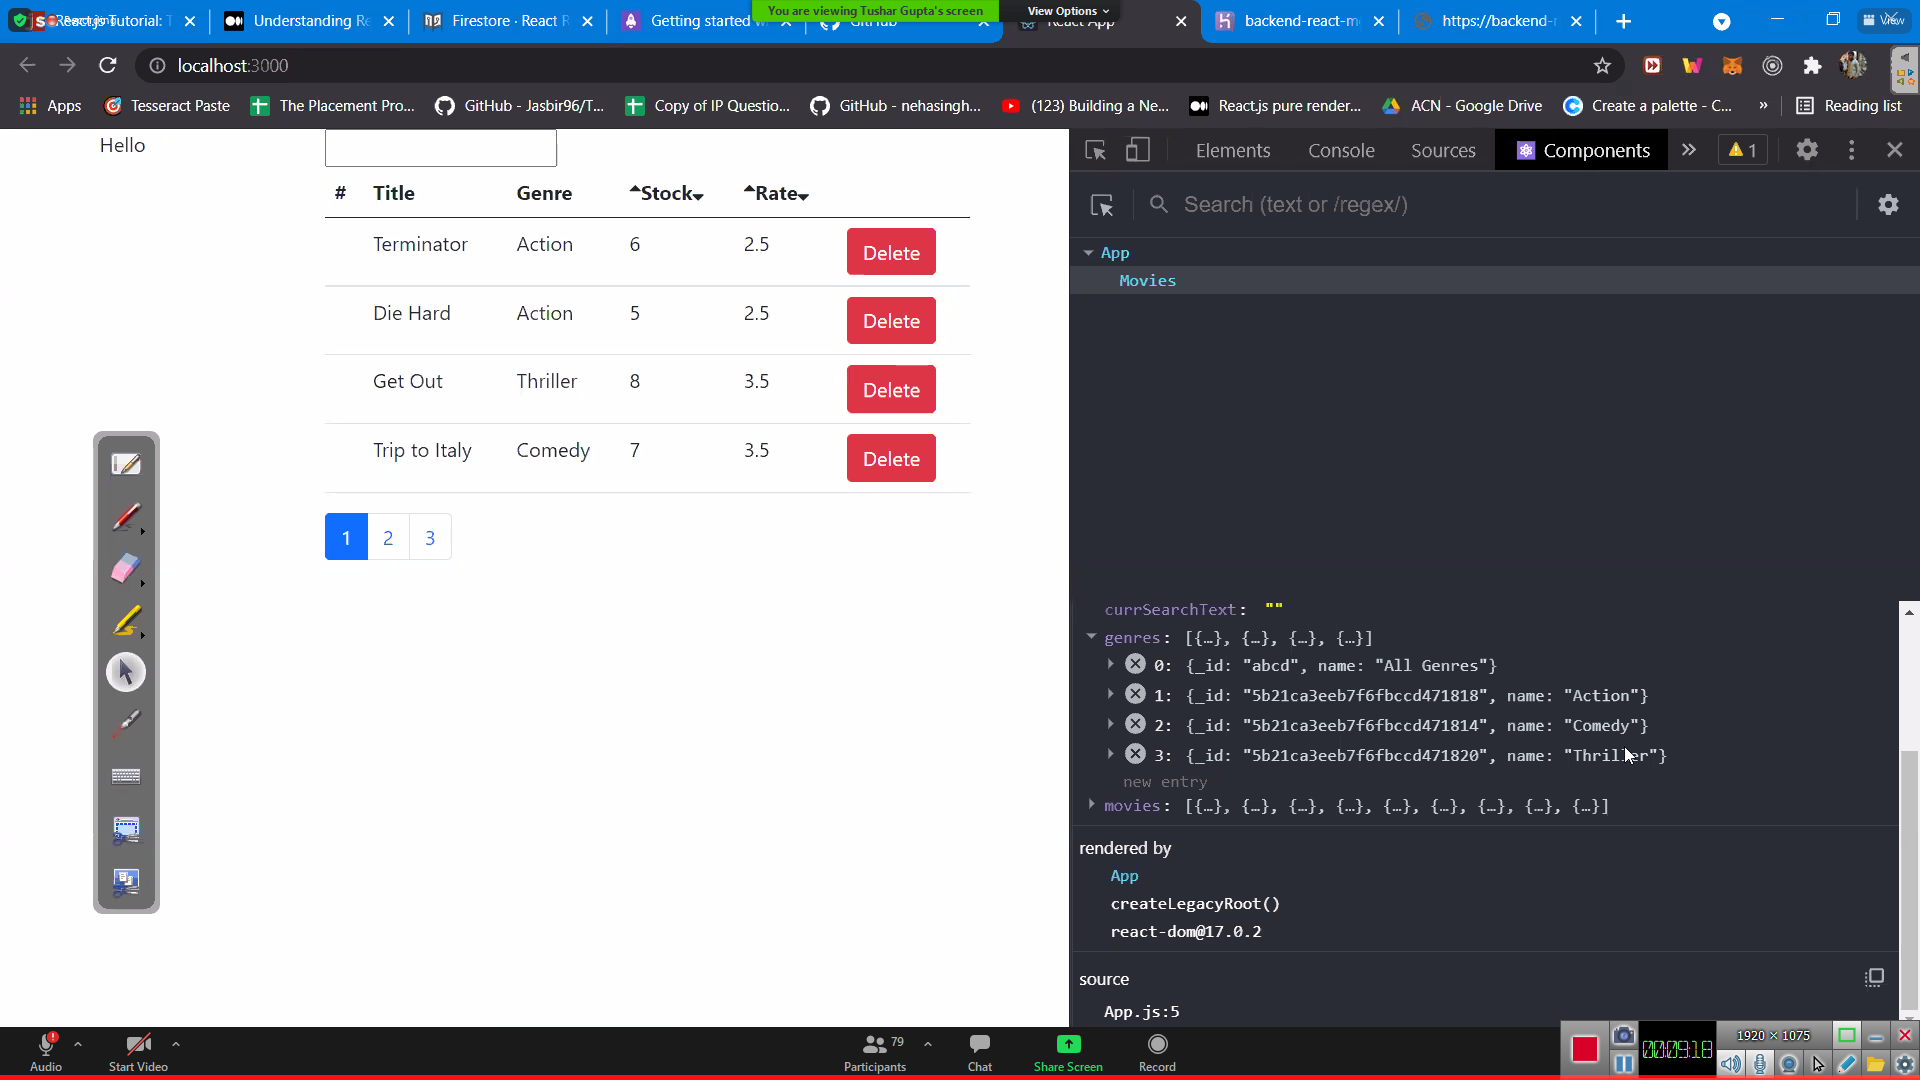 React.js Tutorial: T
Understanding Re
Firestore · React R
Getting started w
GitHub
React App
backend-react-m
https://backend-r
You are viewing Tushar Gupta's screen
View Options
View
localhost:3000
Apps
Tesseract Paste
The Placement Pro...
GitHub - Jasbir96/T...
Copy of IP Questio...
GitHub - nehasingh...
(123) Building a Ne...
React.js pure render...
ACN - Google Drive
Create a palette - C...
»
Reading list
Hello
# Title Genre Stock Rate
Terminator Action 6 2.5 Delete
Die Hard Action 5 2.5 Delete
Get Out Thriller 8 3.5 Delete
Trip to Italy Comedy 7 3.5 Delete
1 2 3
Elements Console Sources Components » 1
Search (text or /regex/)
App
Movies
currSearchText: ""
genres: [{…}, {…}, {…}, {…}]
0: {_id: "abcd", name: "All Genres"}
1: {_id: "5b21ca3eeb7f6fbccd471818", name: "Action"}
2: {_id: "5b21ca3eeb7f6fbccd471814", name: "Comedy"}
3: {_id: "5b21ca3eeb7f6fbccd471820", name: "Thriller"}
new entry
movies: [{…}, {…}, {…}, {…}, {…}, {…}, {…}, {…}, {…}]
rendered by
App
createLegacyRoot()
react-dom@17.0.2
source
App.js:5
Audio
Start Video
Participants 79
Chat
Share Screen
Record
00:09:18
1920 × 1075